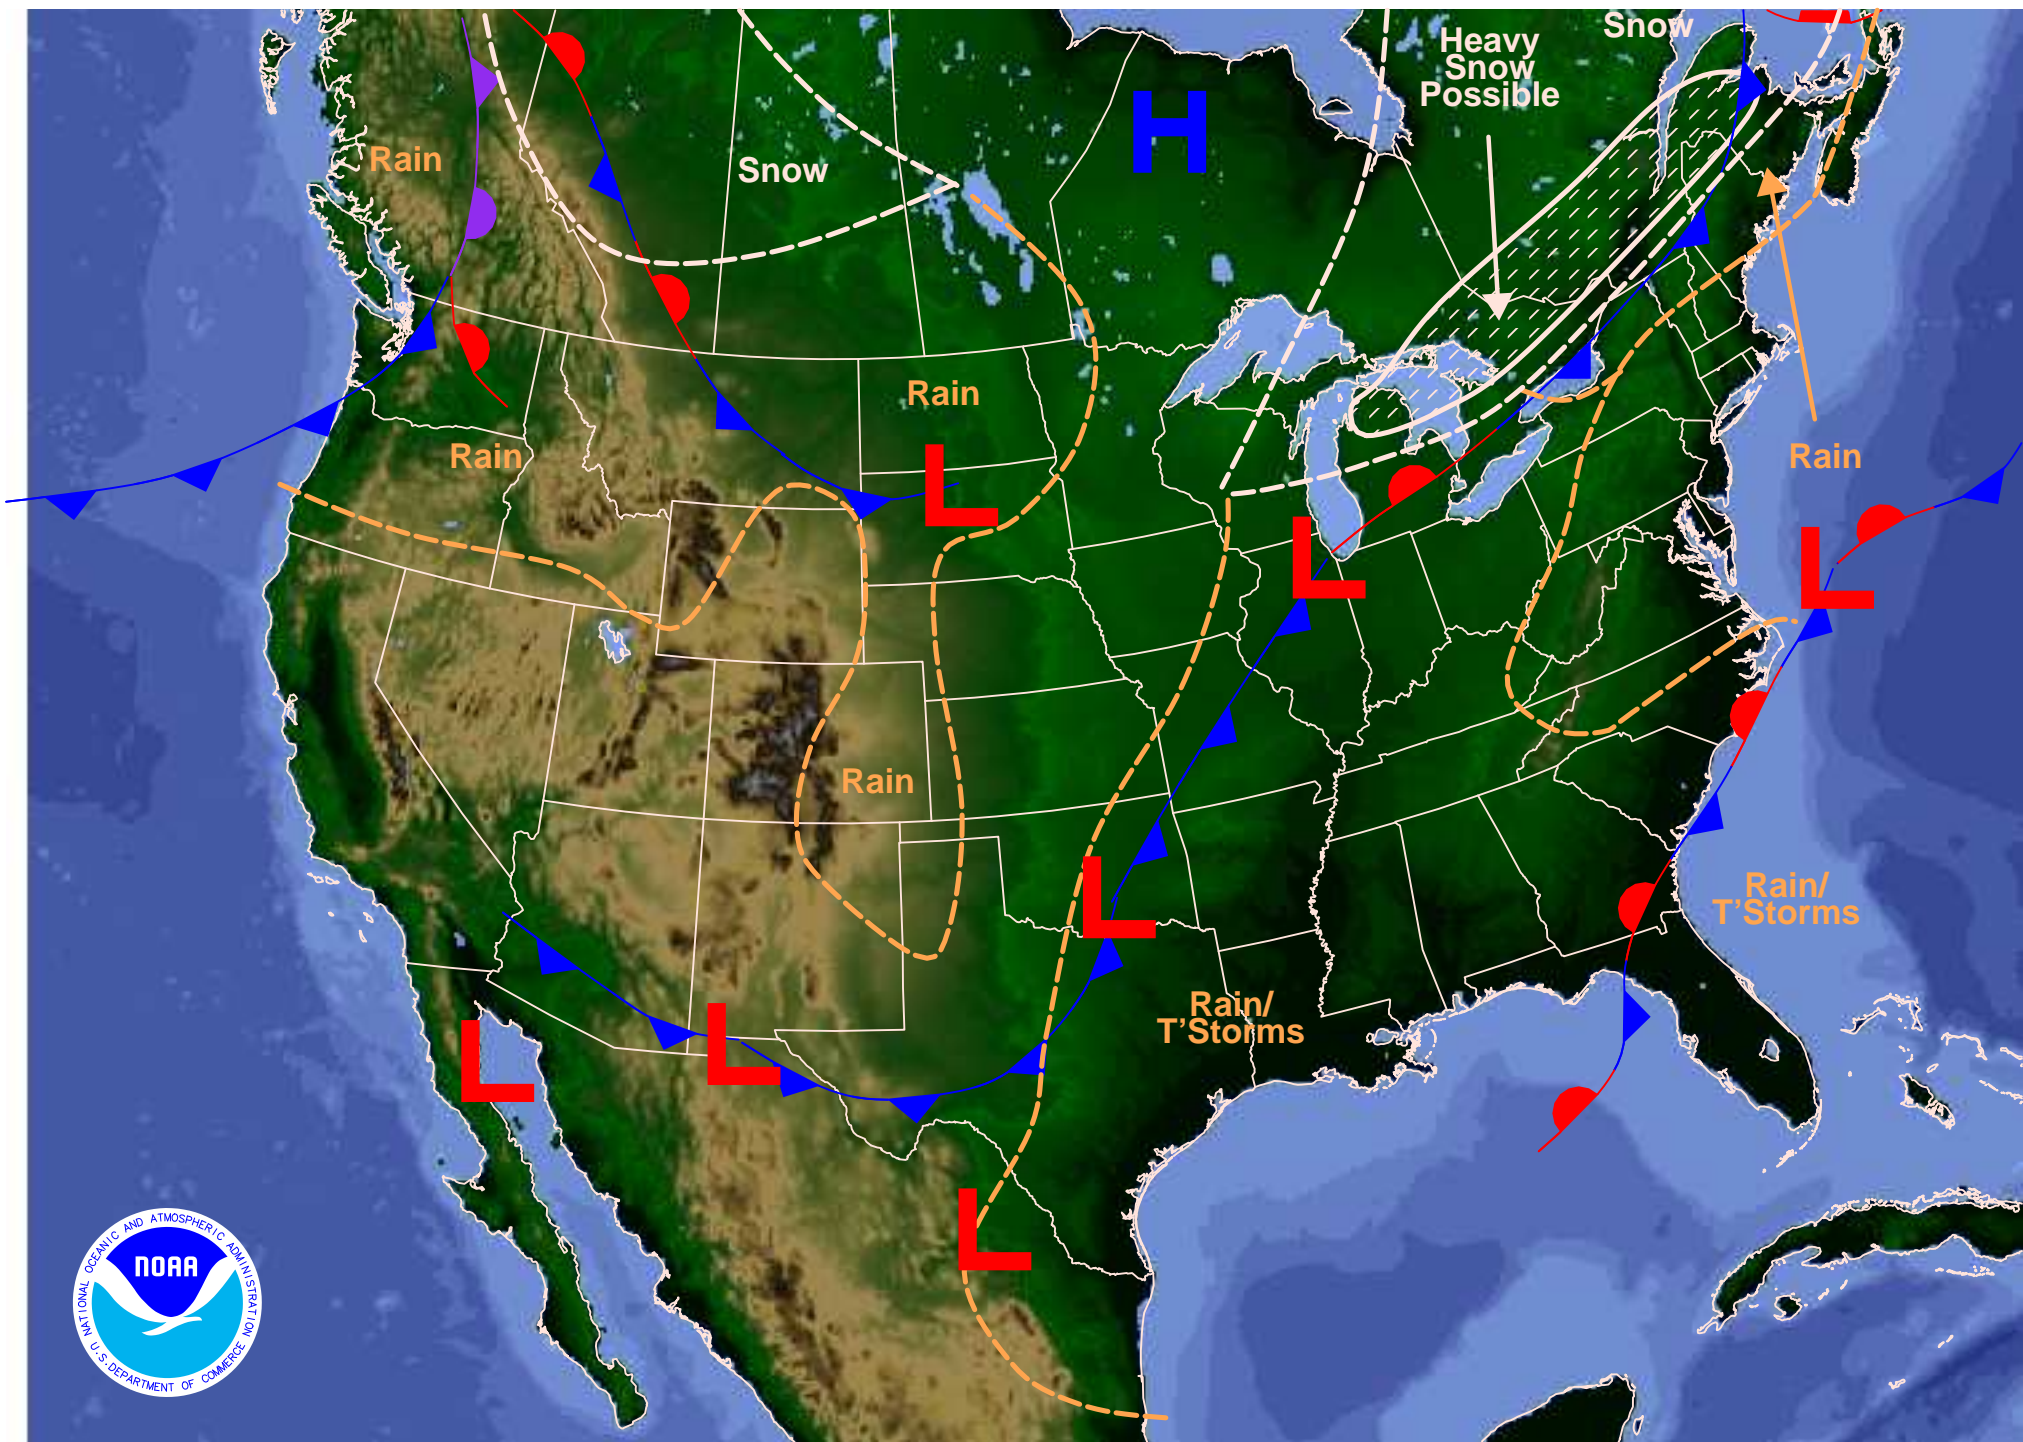 Snow
Heavy
Snow
Possible
H
Rain
Snow
Rain
Rain
L
Rain
L
L
Rain
L
Rain/
T'Storms
Rain/
T'Storms
L
L
L
NATIONAL OCEANIC AND ATMOSPHERIC ADMINISTRATION
NOAA
U.S. DEPARTMENT OF COMMERCE